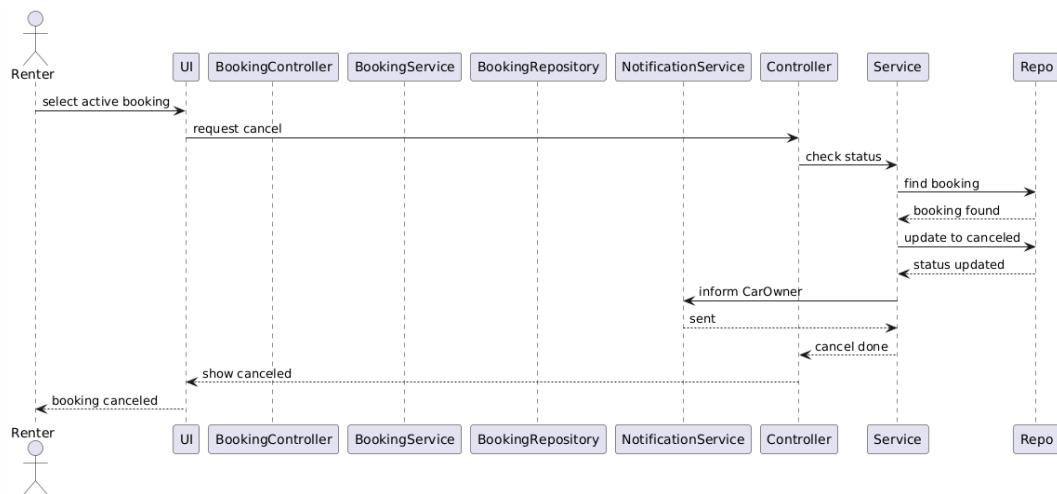 Renter
UI
BookingController
BookingService
BookingRepository
NotificationService
Controller
Service
Repo
select active booking
request cancel
check status
find booking
booking found
update to canceled
status updated
inform CarOwner
sent
cancel done
show canceled
booking canceled
Renter
UI
BookingController
BookingService
BookingRepository
NotificationService
Controller
Service
Repo